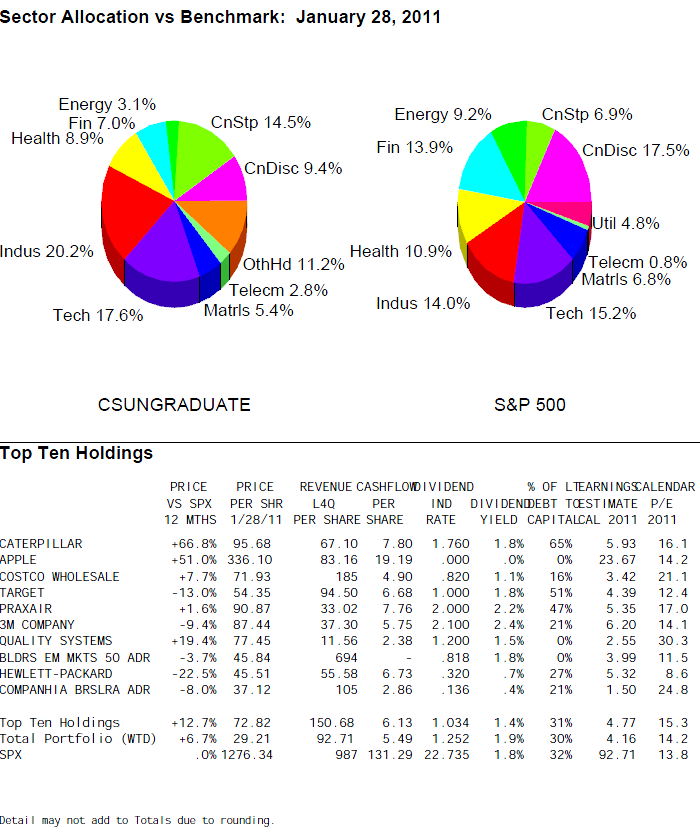 Sector Allocation vs Benchmark: January 28, 2011
Energy 3.1%
Fin 7.0%
Health 8.9%
CnStp 14.5%
CnDisc 9.4%
Indus 20.2%
OthHd 11.2%
Telecm 2.8%
Matrls 5.4%
Tech 17.6%
CSUNGRADUATE
Energy 9.2%
CnStp 6.9%
Fin 13.9%
CnDisc 17.5%
Util 4.8%
Health 10.9%
Telecm 0.8%
Matrls 6.8%
Indus 14.0%
Tech 15.2%
S&P 500
Top Ten Holdings
PRICE PRICE REVENUE CASHFLOW DIVIDEND % OF LT EARNINGS CALENDAR
VS SPX PER SHR L4Q PER IND DIVIDEND DEBT TO ESTIMATE P/E
12 MTHS 1/28/11 PER SHARE SHARE RATE YIELD CAPITAL CAL 2011 2011
CATERPILLAR +66.8% 95.68 67.10 7.80 1.760 1.8% 65% 5.93 16.1
APPLE +51.0% 336.10 83.16 19.19 .000 .0% 0% 23.67 14.2
COSTCO WHOLESALE +7.7% 71.93 185 4.90 .820 1.1% 16% 3.42 21.1
TARGET -13.0% 54.35 94.50 6.68 1.000 1.8% 51% 4.39 12.4
PRAXAIR +1.6% 90.87 33.02 7.76 2.000 2.2% 47% 5.35 17.0
3M COMPANY -9.4% 87.44 37.30 5.75 2.100 2.4% 21% 6.20 14.1
QUALITY SYSTEMS +19.4% 77.45 11.56 2.38 1.200 1.5% 0% 2.55 30.3
BLDRS EM MKTS 50 ADR -3.7% 45.84 694 - .818 1.8% 0% 3.99 11.5
HEWLETT-PACKARD -22.5% 45.51 55.58 6.73 .320 .7% 27% 5.32 8.6
COMPANHIA BRSLRA ADR -8.0% 37.12 105 2.86 .136 .4% 21% 1.50 24.8
Top Ten Holdings +12.7% 72.82 150.68 6.13 1.034 1.4% 31% 4.77 15.3
Total Portfolio (WTD) +6.7% 29.21 92.71 5.49 1.252 1.9% 30% 4.16 14.2
SPX .0% 1276.34 987 131.29 22.735 1.8% 32% 92.71 13.8
Detail may not add to Totals due to rounding.